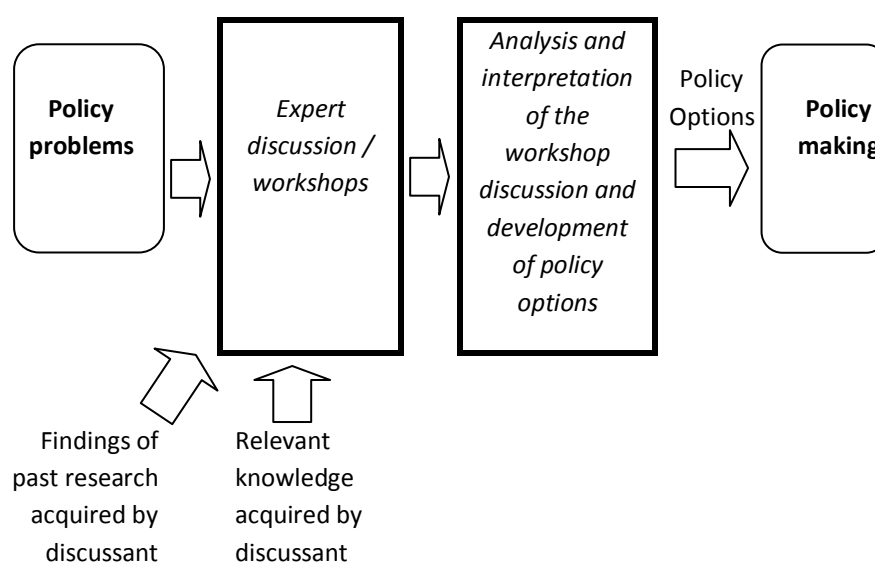 Policy
problems
Expert
discussion /
workshops
Analysis and
interpretation
of the
workshop
discussion and
development
of policy
options
Policy
Options
Policy
making
Findings of
past research
acquired by
discussant
Relevant
knowledge
acquired by
discussant